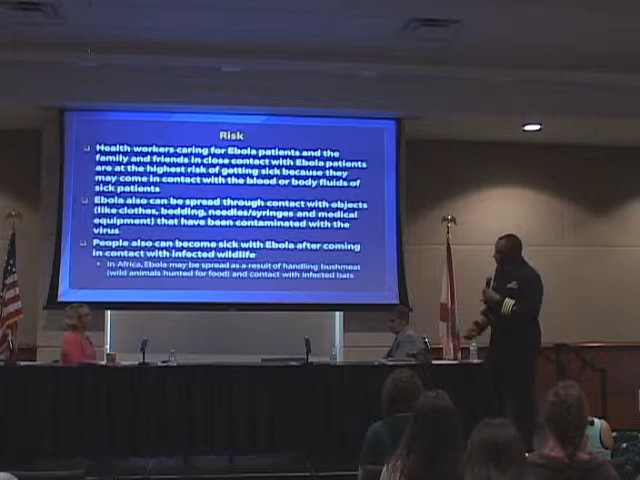 Risk
Health workers caring for Ebola patients and the
family and friends in close contact with Ebola patients
are at the highest risk of getting sick because they
may come in contact with the blood or body fluids of
sick patients
Ebola also can be spread through contact with objects
(like clothes, bedding, needles/syringes and medical
equipment) that have been contaminated with the
virus
People also can become sick with Ebola after coming
in contact with infected wildlife
In Africa, Ebola may be spread as a result of handling bushmeat
(wild animals hunted for food) and contact with infected bats